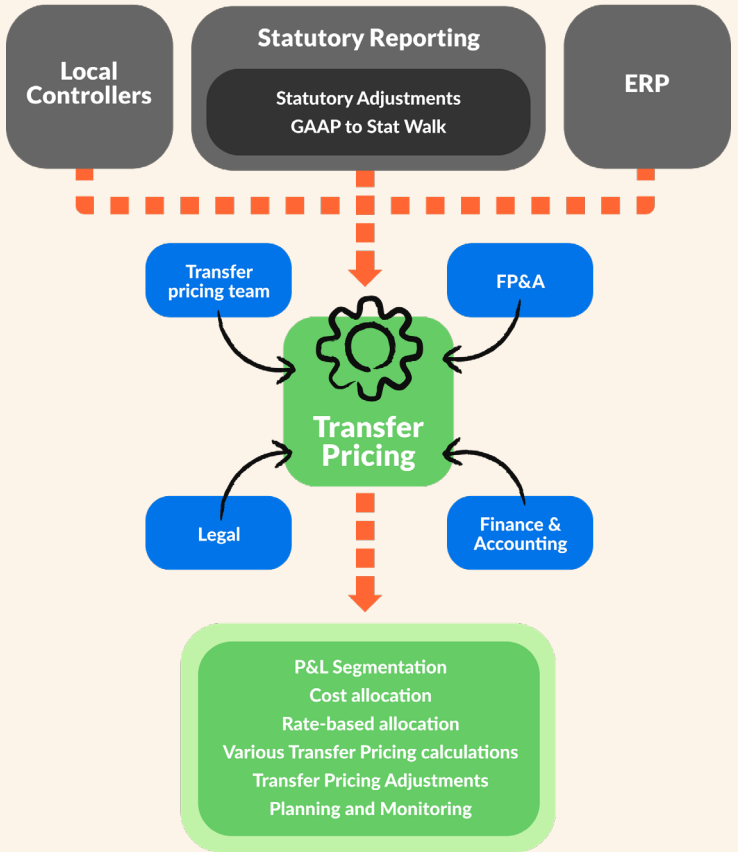 Local
Controllers
Statutory Reporting
Statutory Adjustments
GAAP to Stat Walk
ERP
Transfer
pricing team
FP&A
Transfer
Pricing
Legal
Finance &
Accounting
P&L Segmentation
Cost allocation
Rate-based allocation
Various Transfer Pricing calculations
Transfer Pricing Adjustments
Planning and Monitoring